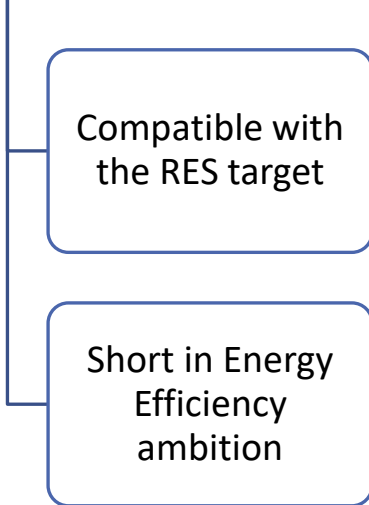 Compatible with
the RES target
Short in Energy
Efficiency
ambition